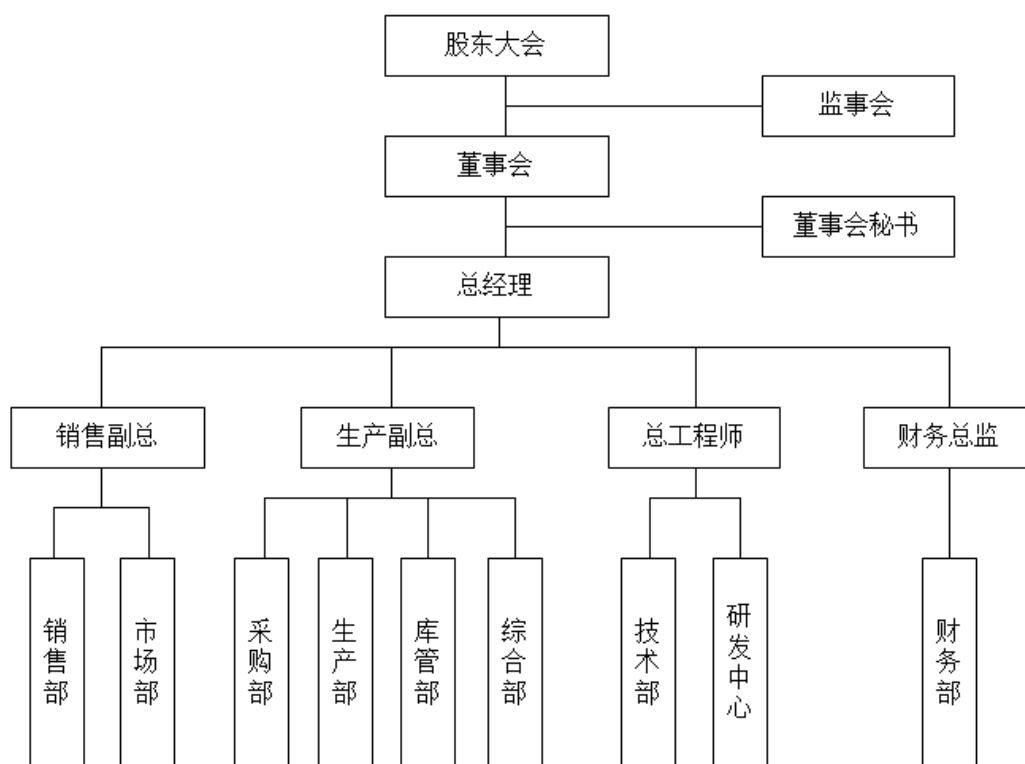 股东大会
监事会
董事会
董事会秘书
总经理
销售副总
生产副总
总工程师
财务总监
销售部
市场部
采购部
生产部
库管部
综合部
技术部
研发中心
财务部